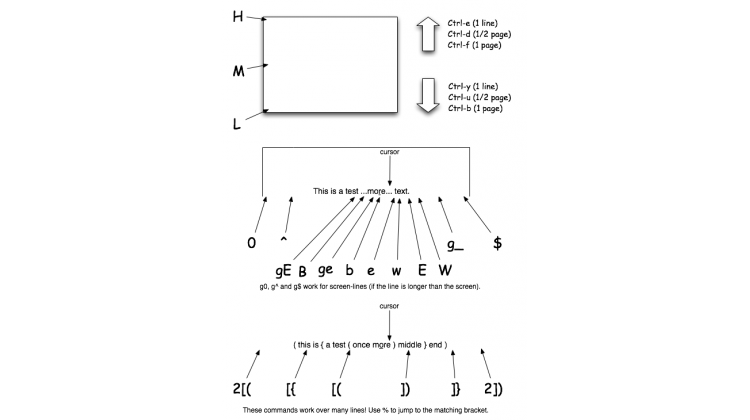 H
Ctrl-e (1 line)
Ctrl-d (1/2 page)
Ctrl-f (1 page)
M
Ctrl-y (1 line)
Ctrl-u (1/2 page)
Ctrl-b (1 page)
L
cursor
This is a test ...more... text.
0 ^ g_ $
gE B ge b e w E W
g0, g^ and g$ work for screen-lines (if the line is longer than the screen).
cursor
( this is { a test ( once more ) middle } end )
2[( [{ [( ]) ]} 2])
These commands work over many lines! Use % to jump to the matching bracket.